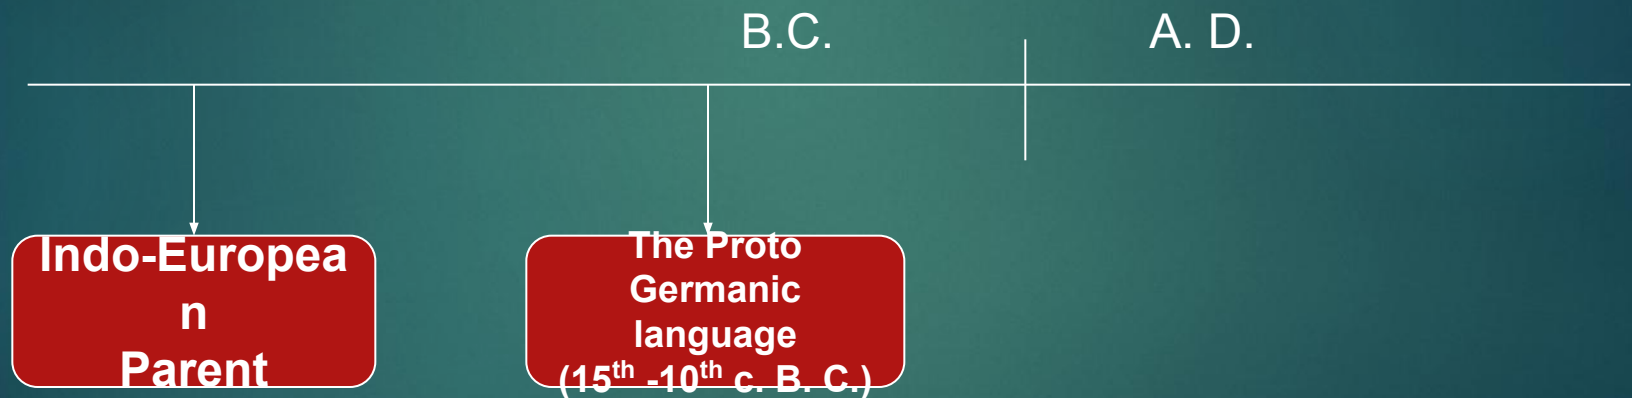 B.C. A. D.
Indo-Europea
n
Parent
The Proto
Germanic
language
(15th -10th c. B. C.)